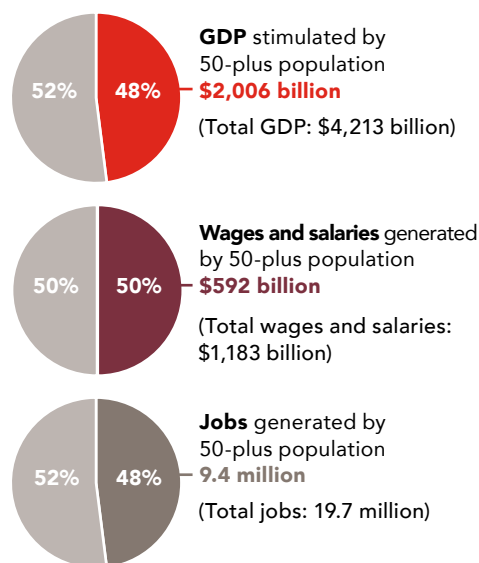 GDP stimulated by
50-plus population
52% 48% $2,006 billion
(Total GDP: $4,213 billion)
Wages and salaries generated
by 50-plus population
50% 50% $592 billion
(Total wages and salaries:
$1,183 billion)
Jobs generated by
50-plus population
52% 48% 9.4 million
(Total jobs: 19.7 million)